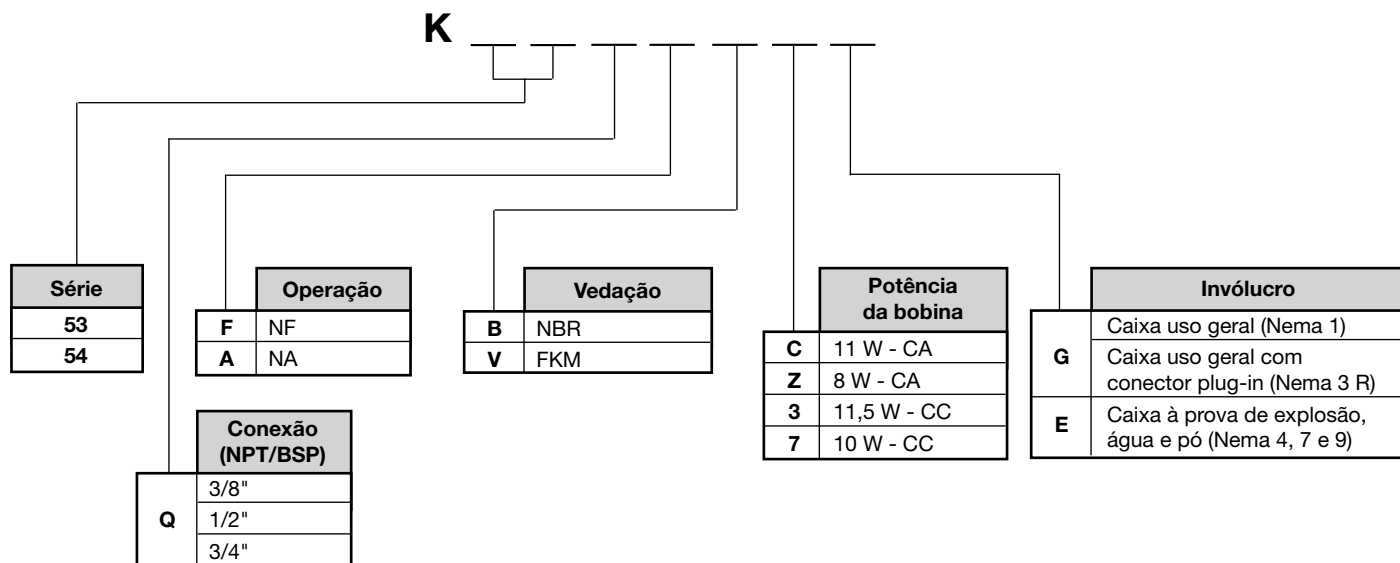 K
Série
53
54
Operação
F NF
A NA
Conexão
(NPT/BSP)
Q
3/8"
1/2"
3/4"
Vedação
B NBR
V FKM
Potência
da bobina
C 11 W - CA
Z 8 W - CA
3 11,5 W - CC
7 10 W - CC
Invólucro
G
Caixa uso geral (Nema 1)
Caixa uso geral com
conector plug-in (Nema 3 R)
E
Caixa à prova de explosão,
água e pó (Nema 4, 7 e 9)